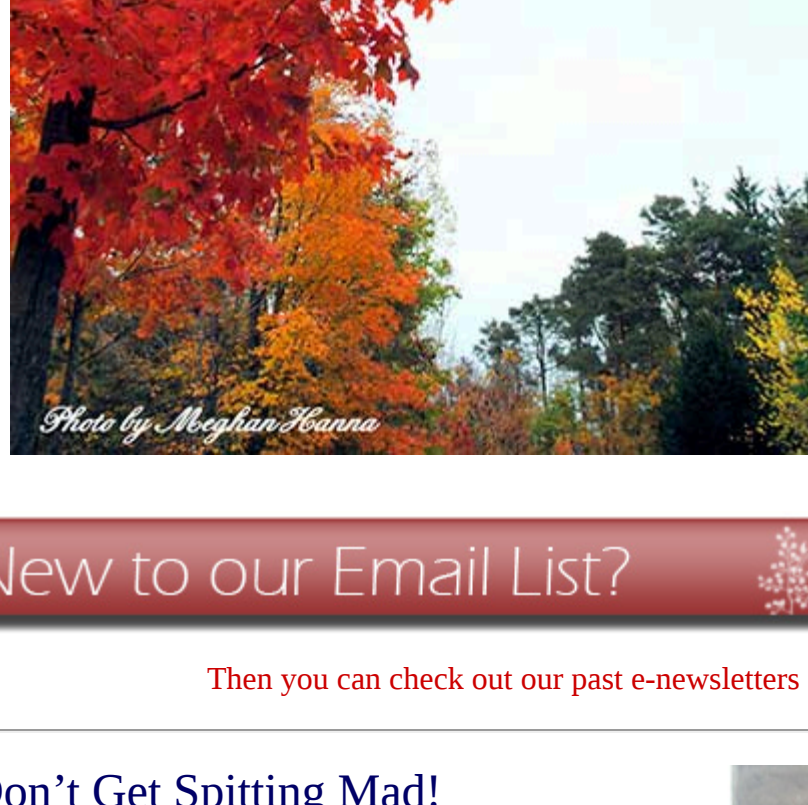 Photo by Meghan Hanna
New to our Email List?
Then you can check out our past e-newsletters
Don’t Get Spitting Mad!